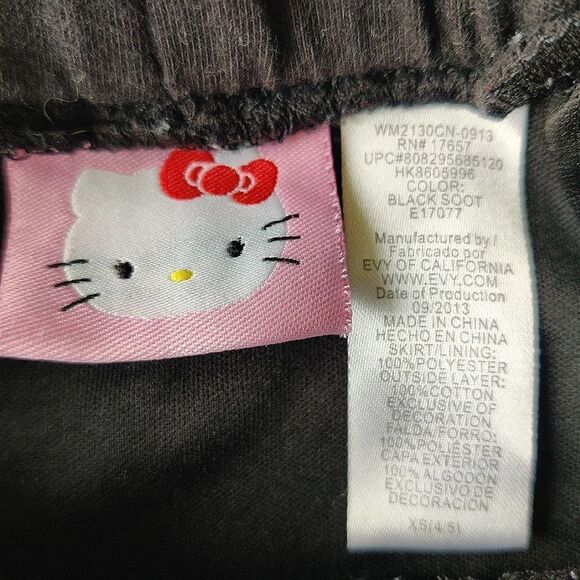 WM2130CN-0913
RN# 17657
UPC#808295685120
HK8605996
COLOR:
BLACK SOOT
E17077
Manufactured by/
Fabricado por
EVY OF CALIFORNIA
WWW.EVY.COM
Date of Production
09.2013
MADE IN CHINA
HECHO EN CHINA
SKIRT/LINING:
100%POLYESTER
OUTSIDE LAYER:
100%COTTON
EXCLUSIVE OF
DECORATION
FALDA/FORRO:
100%POLIESTER
CAPA EXTERIOR
100% ALGODON
EXCLUSIVO DE
DECORACION
XS(4/5)